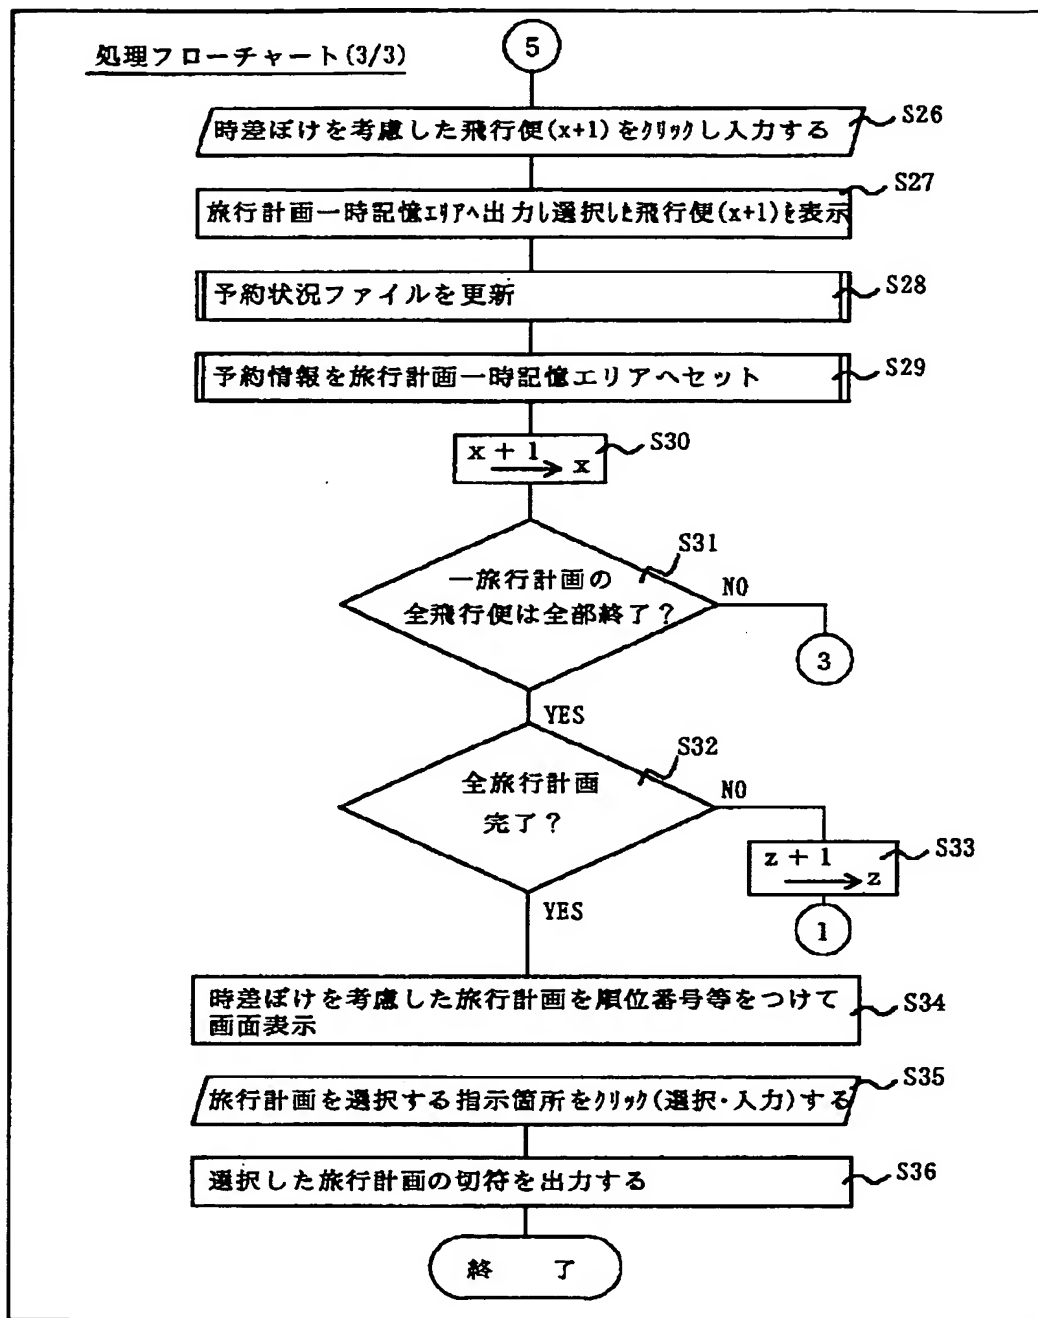 処理フローチャート(3/3)
5
時差ぼけを考慮した飛行便(x+1)をクリックし入力する
S26
S27
旅行計画一時記憶エリアへ出力し選択した飛行便(x+1)を表示
予約状況ファイルを更新
S28
予約情報を旅行計画一時記憶エリアへセット
S29
x + 1
x
S30
S31
一旅行計画の
全飛行便は全部終了?
NO
3
YES
S32
全旅行計画
完了?
NO
z + 1
z
S33
YES
1
時差ぼけを考慮した旅行計画を順位番号等をつけて
画面表示
S34
旅行計画を選択する指示箇所をクリック(選択・入力)する
S35
選択した旅行計画の切符を出力する
S36
終 了